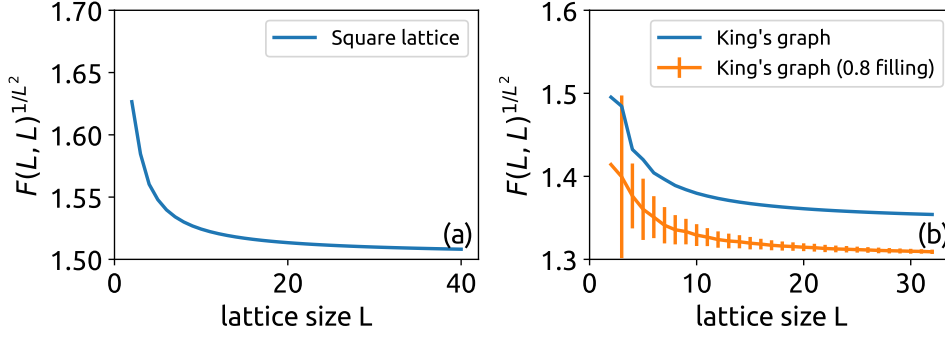 1.70
1.65
1.60
1.55
1.50
F(L, L)^{1/L^2}
0
20
40
lattice size L
Square lattice
(a)
1.6
1.5
1.4
1.3
F(L, L)^{1/L^2}
0
10
20
30
lattice size L
King's graph
King's graph (0.8 filling)
(b)